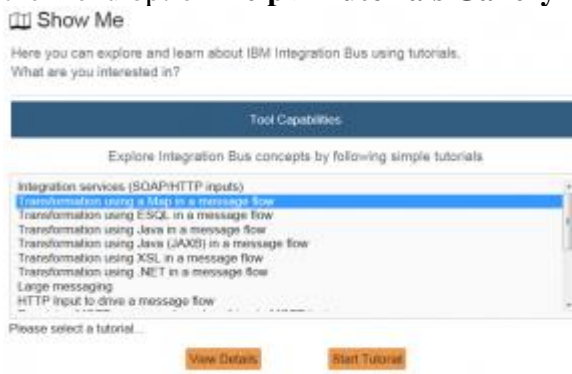 Show Me
Here you can explore and learn about IBM Integration Bus using tutorials.
What are you interested in?
Tool Capabilities
Explore Integration Bus concepts by following simple tutorials
Integration services (SOAP/HTTP inputs)
Transformation using a Map in a message flow
Transformation using ESQL in a message flow
Transformation using Java in a message flow
Transformation using Java (JAXB) in a message flow
Transformation using XSL in a message flow
Transformation using .NET in a message flow
Large messaging
HTTP Input to drive a message flow
Please select a tutorial...
View Details
Start Tutorial